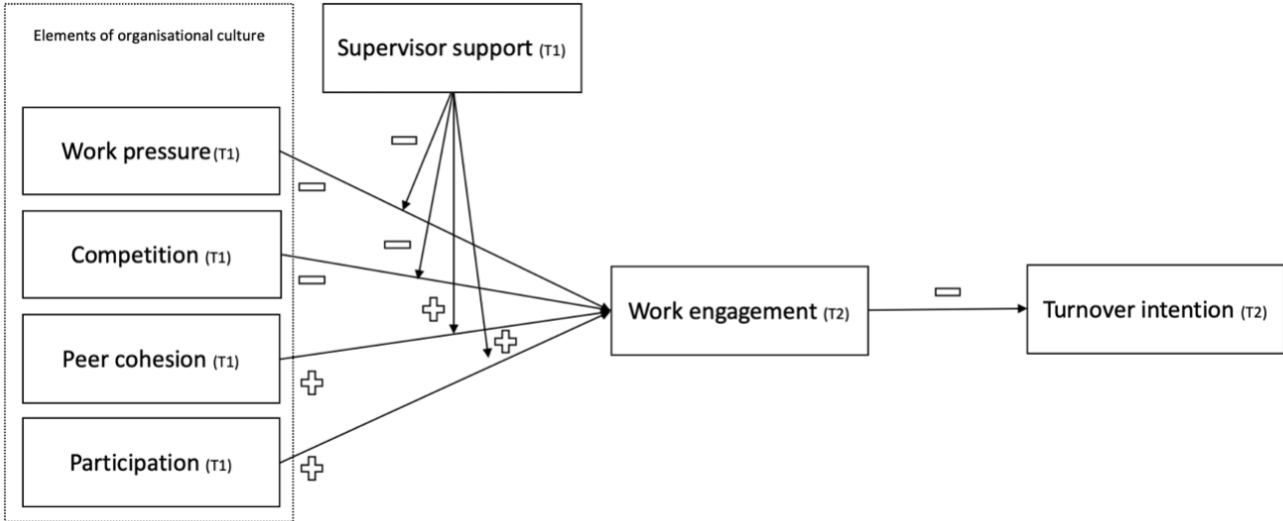 Elements of organisational culture
Supervisor support (T1)
Work pressure (T1)
Competition (T1)
Peer cohesion (T1)
Participation (T1)
Work engagement (T2)
Turnover intention (T2)